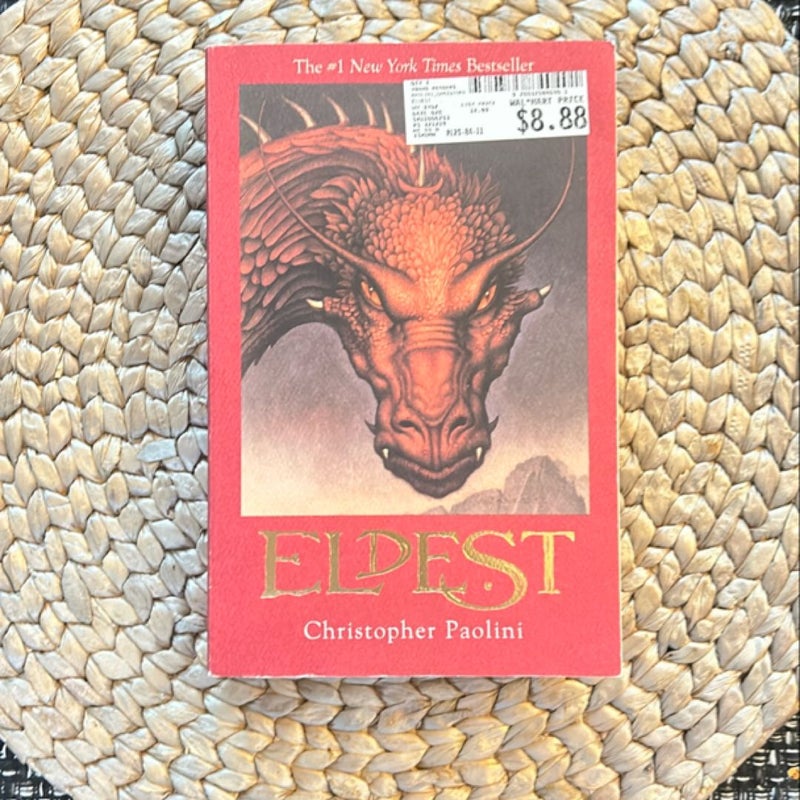 The #1 New York Times Bestseller
WAL*MART PRICE
$8.88
ELDEST
Christopher Paolini